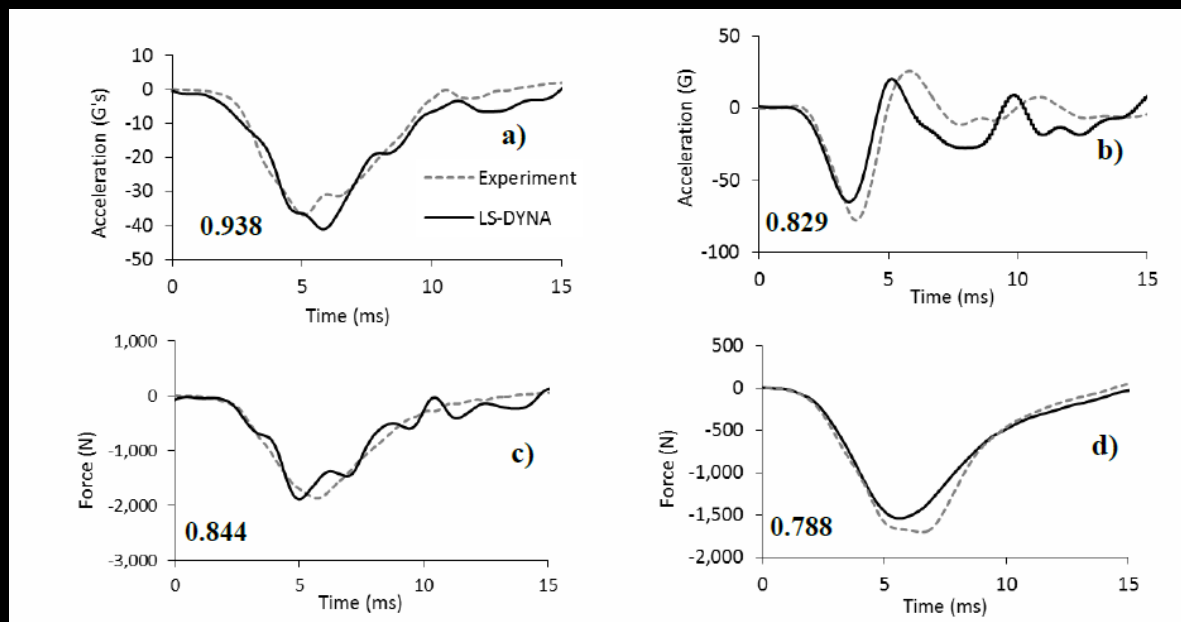 10
0
-10
-20
-30
-40
-50
Acceleration (G's)
a)
Experiment
LS-DYNA
0.938
0 5 10 15
Time (ms)
50
0
-50
-100
Acceleration (G)
b)
0.829
0 5 10 15
Time (ms)
1,000
0
-1,000
-2,000
-3,000
Force (N)
c)
0.844
0 5 10 15
Time (ms)
500
0
-500
-1,000
-1,500
-2,000
Force (N)
d)
0.788
0 5 10 15
Time (ms)